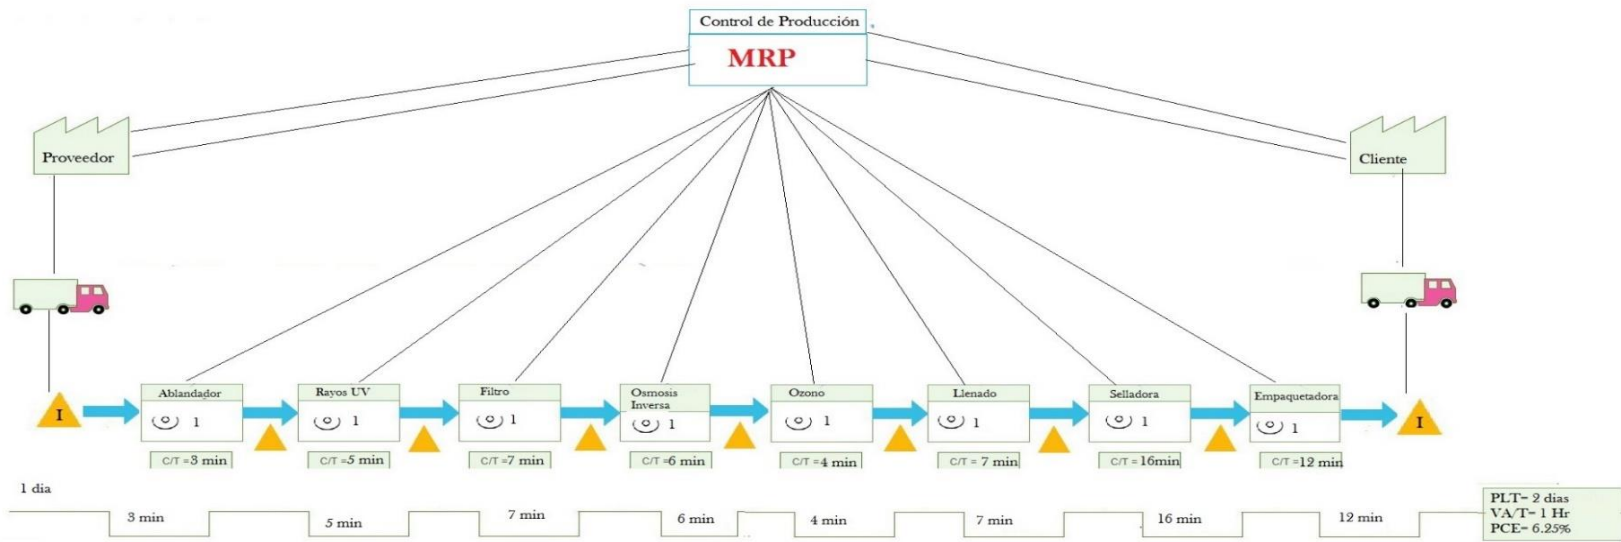 Control de Producción
MRP
Proveedor
Cliente
I
Ablandador
1
C/T =3 min
Rayos UV
1
C/T =5 min
Filtro
1
C/T =7 min
Osmosis
Inversa
1
C/T =6 min
Ozono
1
C/T =4 min
Llenado
1
C/T = 7 min
Selladora
1
C/T = 16min
Empaquetadora
1
C/T =12 min
I
1 dia
3 min
5 min
7 min
6 min
4 min
7 min
16 min
12 min
PLT= 2 dias
VA/T= 1 Hr
PCE= 6.25%